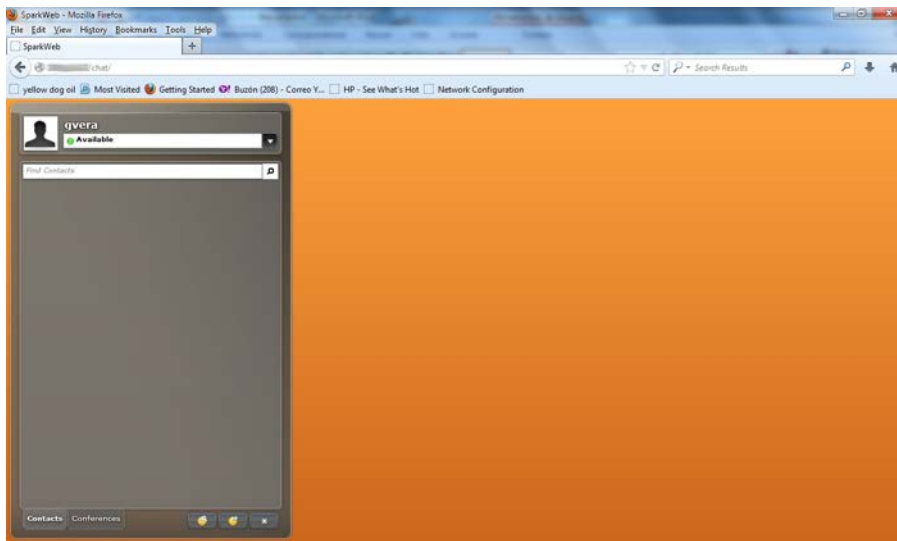 SparkWeb - Mozilla Firefox
File Edit View History Bookmarks Tools Help
SparkWeb
/chat/
Search Results
yellow dog oil Most Visited Getting Started Buzón (208) - Correo Y... HP - See What's Hot Network Configuration
qvera
Available
Find Contacts
Contacts Conferences